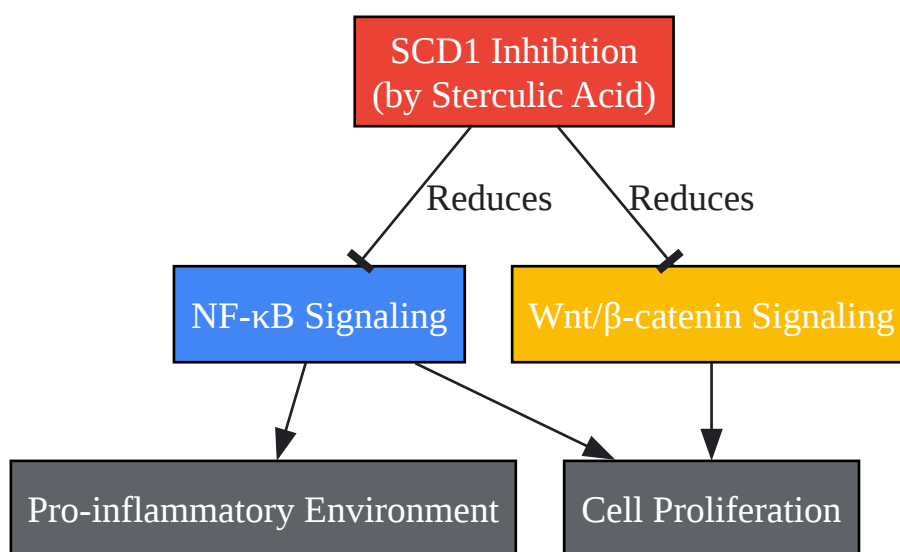 SCD1 Inhibition
(by Sterculic Acid)
Reduces
Reduces
NF-κB Signaling
Wnt/β-catenin Signaling
Pro-inflammatory Environment
Cell Proliferation